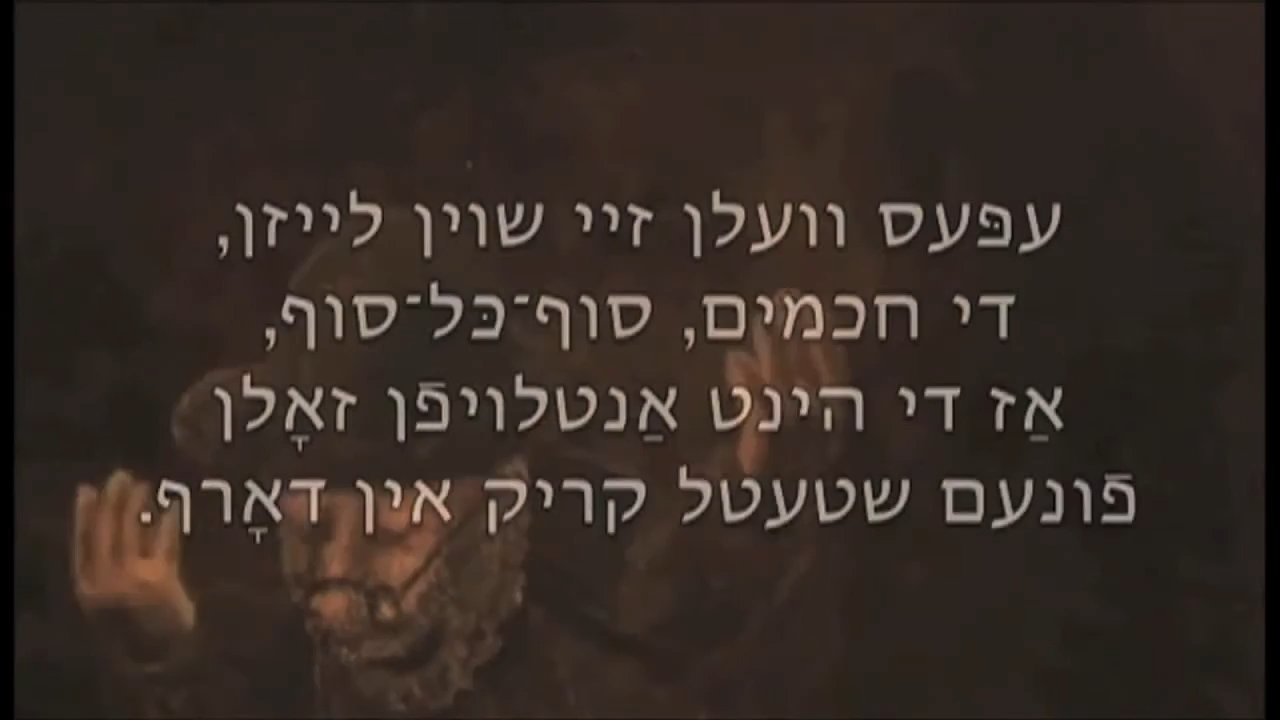 עפּעס וועלן זיי שוין לייזן,
די חכמים, סוף־כּל־סוף,
אַז די הינט אַנטלויפֿן זאָלן
פֿונעם שטעטל קריק אין דאָרף.